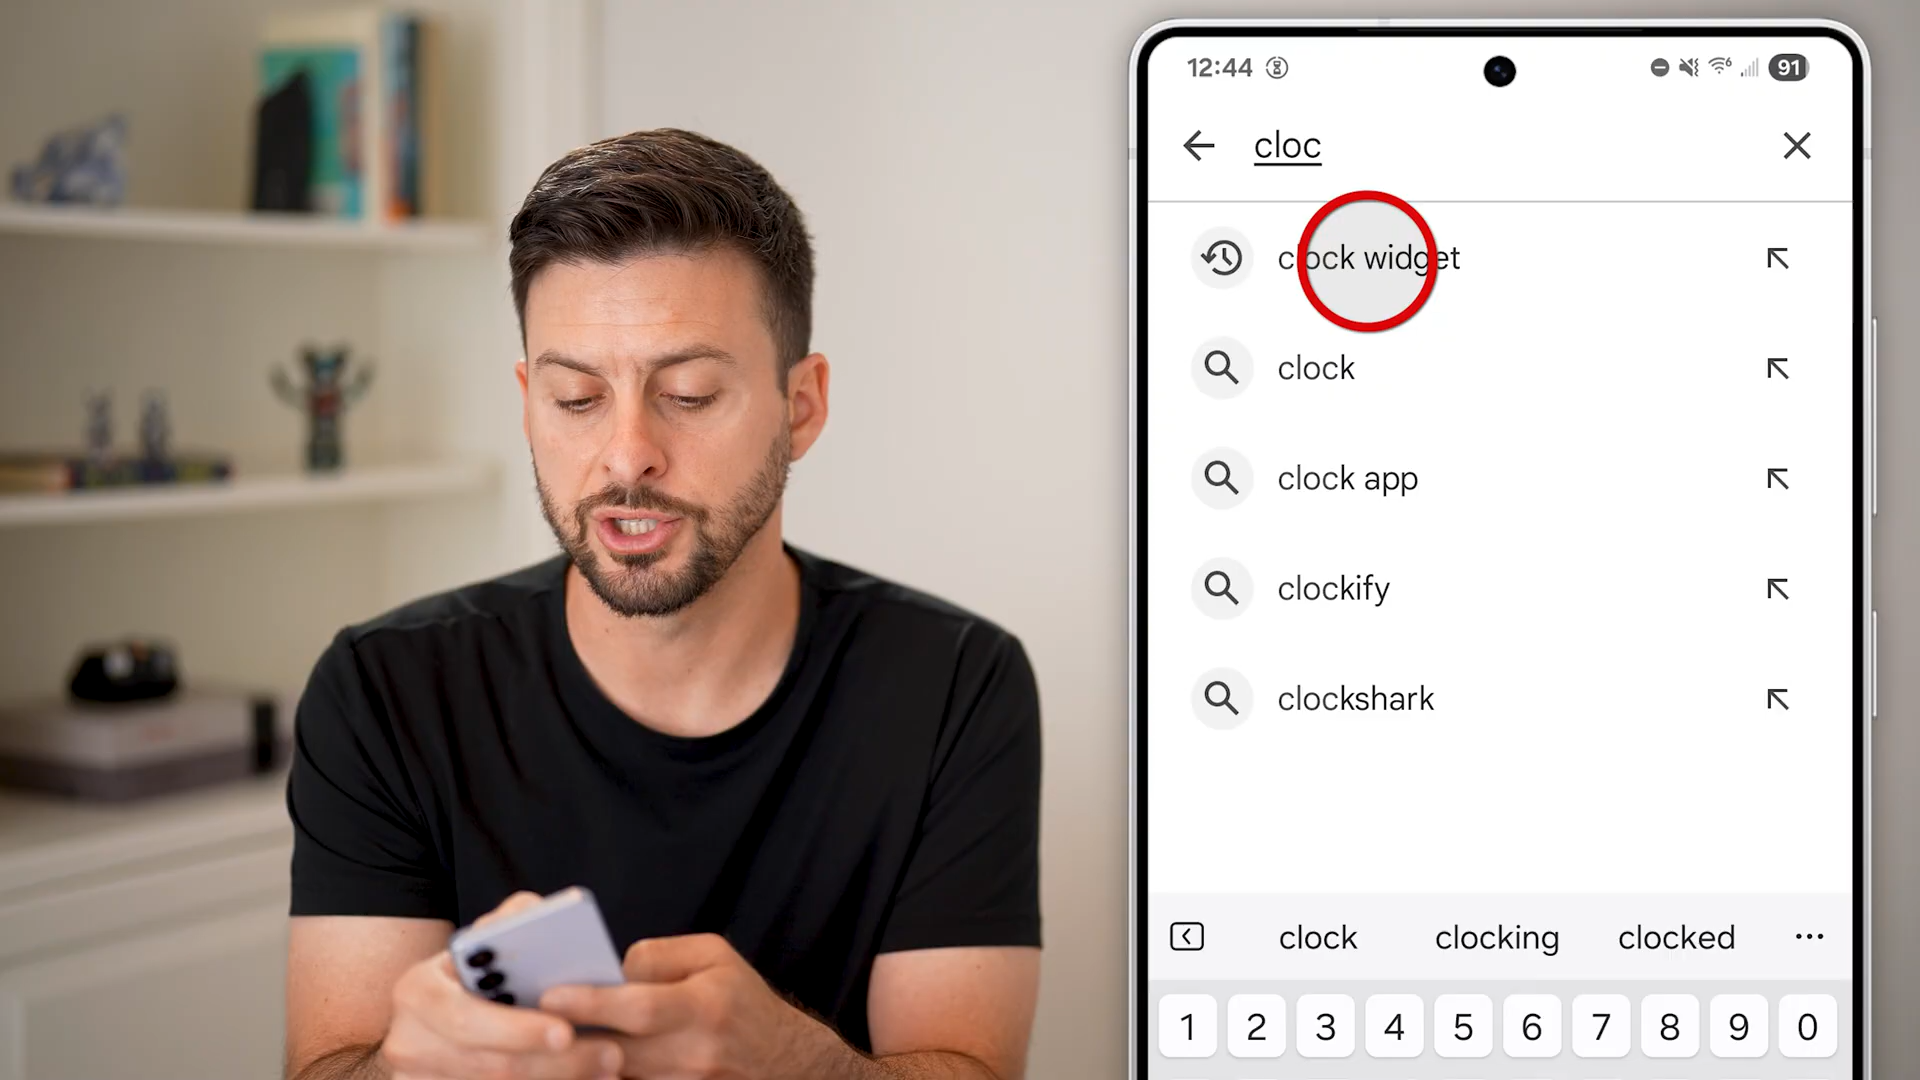 12:44 91
cloc
clock widget
clock
clock app
clockify
clockshark
clock clocking clocked ...
1 2 3 4 5 6 7 8 9 0